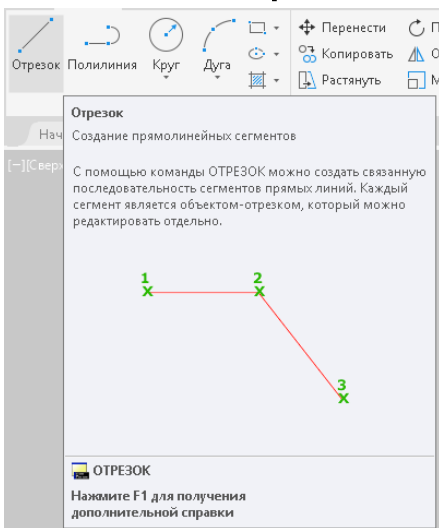 Перенести
Копировать
Растянуть
Отрезок Полилиния Круг Дуга
Отрезок
Создание прямолинейных сегментов
С помощью команды ОТРЕЗОК можно создать связанную
последовательность сегментов прямых линий. Каждый
сегмент является объектом-отрезком, который можно
редактировать отдельно.
1 2
3
ОТРЕЗОК
Нажмите F1 для получения
дополнительной справки